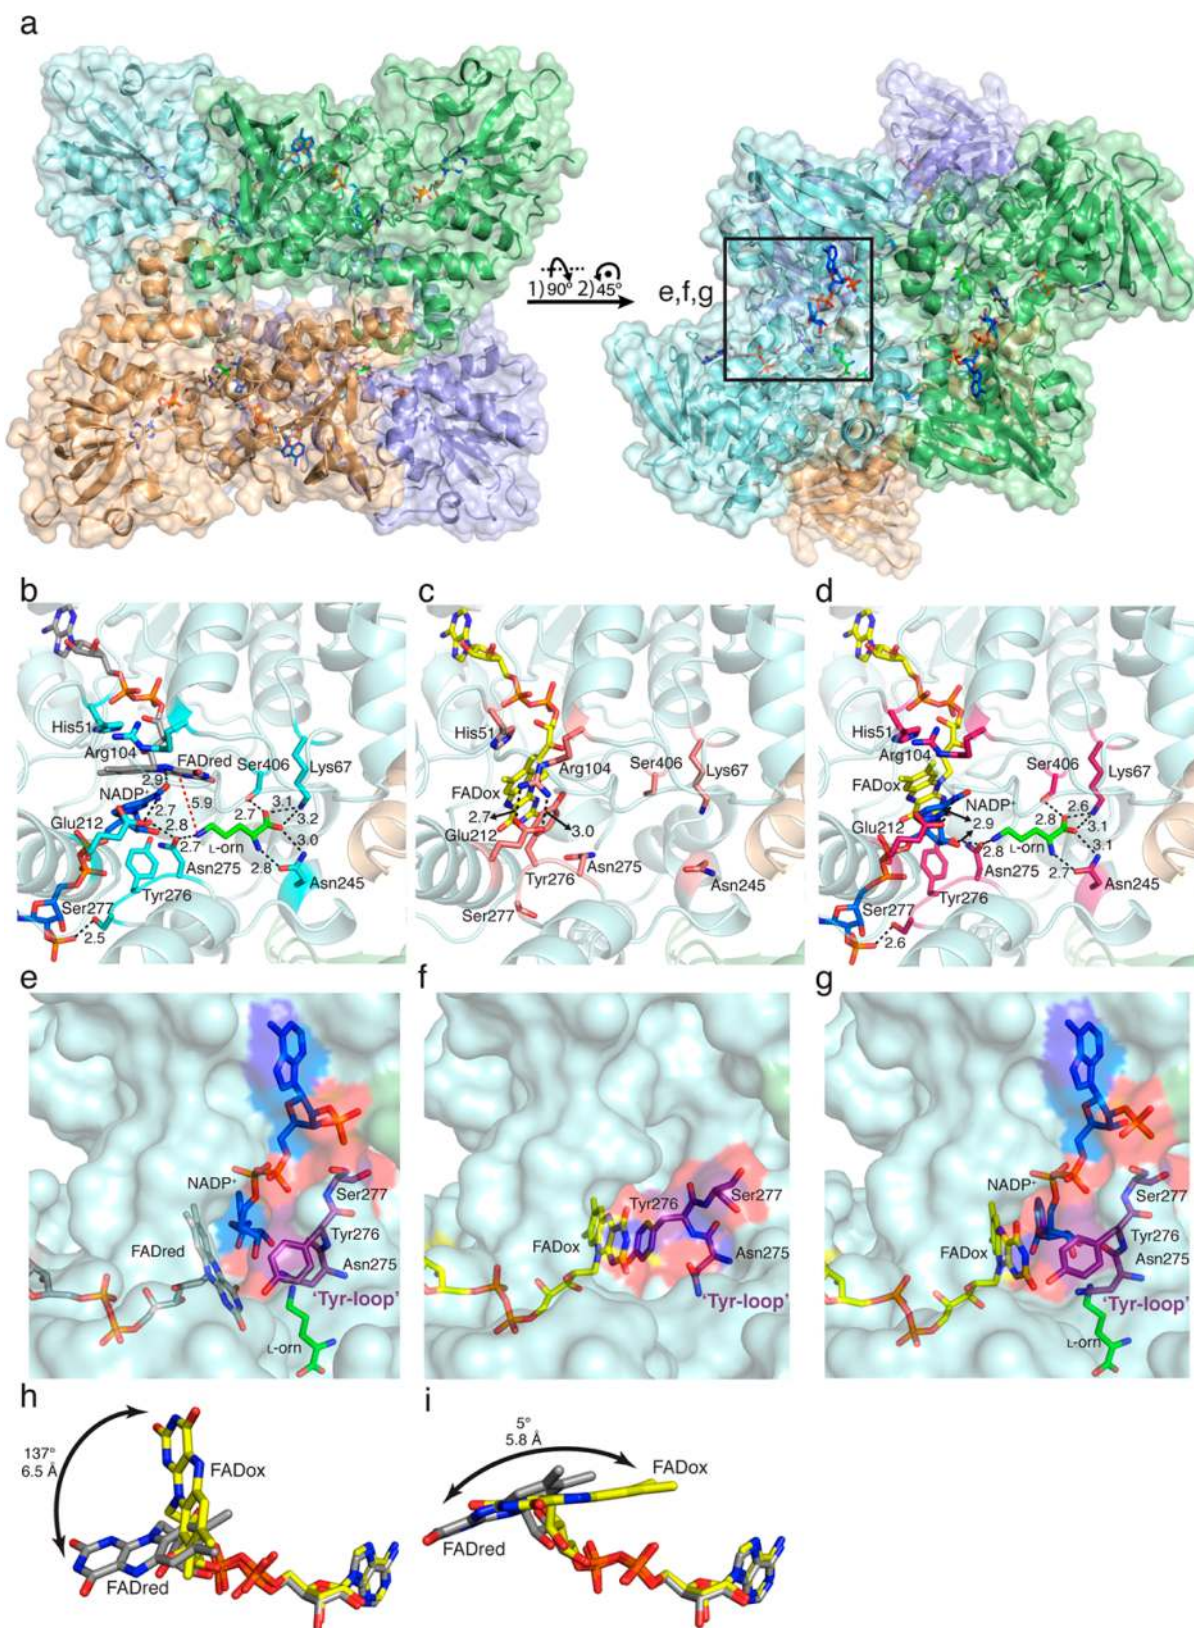 a
1) 90° 2) 45°
e,f,g
b
c
d
His51
Arg104
FADred
Ser406
Lys67
2.9
NADP⁺
2.7
5.9
2.7
3.1
3.2
Glu212
2.8
2.7
L-orn
3.0
2.8
Asn275
Asn245
Tyr276
Ser277
2.5
His51
Arg104
Ser406
Lys67
FADox
2.7
Glu212
3.0
Tyr276
Asn275
Asn245
Ser277
His51
Arg104
Ser406
Lys67
FADox
NADP⁺
2.6
2.8
3.1
Glu212
2.9
2.8
L-orn
3.1
Asn275
2.7
Asn245
Tyr276
Ser277
2.6
e
f
g
NADP⁺
Ser277
Tyr276
FADred
Asn275
'Tyr-loop'
L-orn
Tyr276
Ser277
FADox
Asn275
'Tyr-loop'
NADP⁺
Ser277
Tyr276
FADox
Asn275
'Tyr-loop'
L-orn
h
i
137°
6.5 Å
FADox
FADred
5°
5.8 Å
FADox
FADred